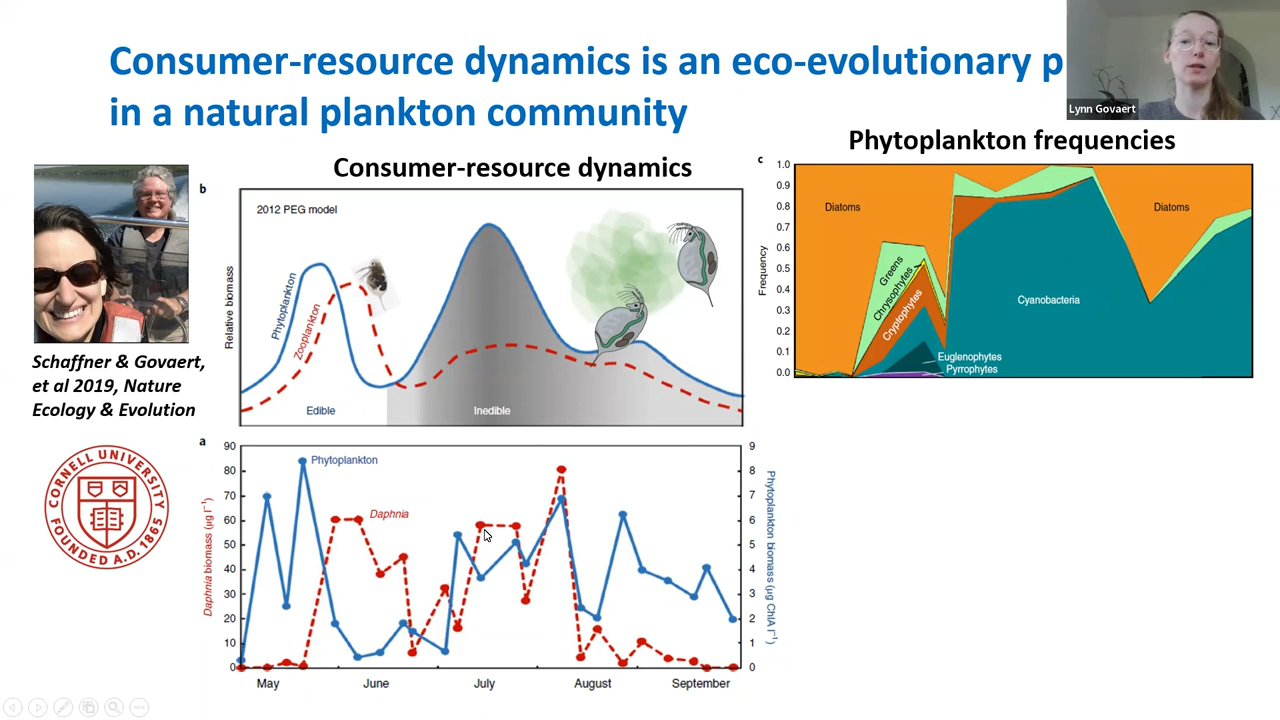 Consumer-resource dynamics is an eco-evolutionary p
in a natural plankton community
Lynn Govaert
Schaffner & Govaert,
et al 2019, Nature
Ecology & Evolution
CORNELL UNIVERSITY
FOUNDED A.D. 1865
Consumer-resource dynamics
b
2012 PEG model
Relative biomass
Phytoplankton
Zooplankton
Edible
Inedible
a
90
80
70
60
50
40
30
20
10
0
Daphnia biomass (µg l⁻¹)
Phytoplankton
Daphnia
9
8
7
6
5
4
3
2
1
0
Phytoplankton biomass (µg ChlA l⁻¹)
May
June
July
August
September
Phytoplankton frequencies
c
1.0
0.9
0.8
0.7
0.6
0.5
0.4
0.3
0.2
0.1
0.0
Frequency
Diatoms
Greens
Chrysophytes
Cryptophytes
Diatoms
Cyanobacteria
Euglenophytes
Pyrrophytes